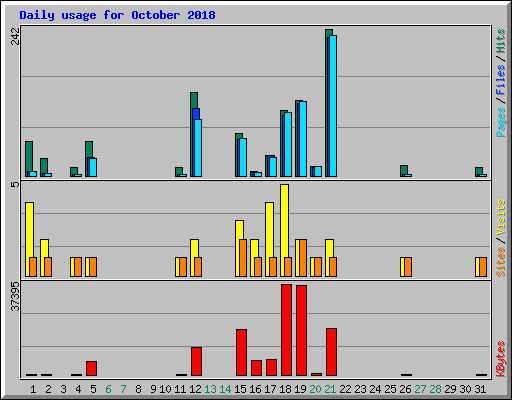 Daily usage for October 2018
242
5
37395
Pages / Files / Hits
Sites / Visits
KBytes
1 2 3 4 5 6 7 8 9 10 11 12 13 14 15 16 17 18 19 20 21 22 23 24 25 26 27 28 29 30 31